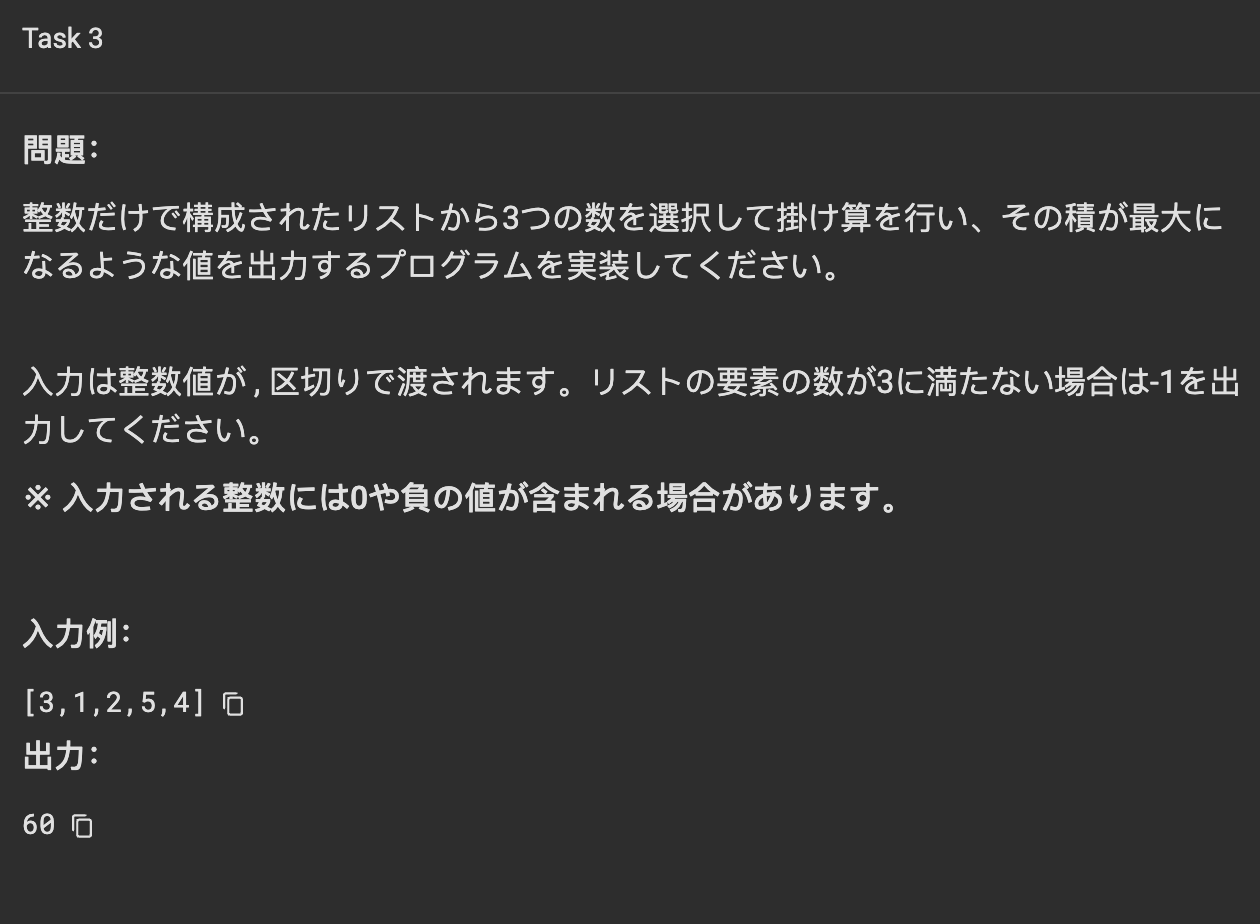 Task 3
問題：
整数だけで構成されたリストから3つの数を選択して掛け算を行い、その積が最大に
なるような値を出力するプログラムを実装してください。
入力は整数値が , 区切りで渡されます。リストの要素の数が3に満たない場合は-1を出
力してください。
※ 入力される整数には0や負の値が含まれる場合があります。
入力例：
[3,1,2,5,4]
出力：
60